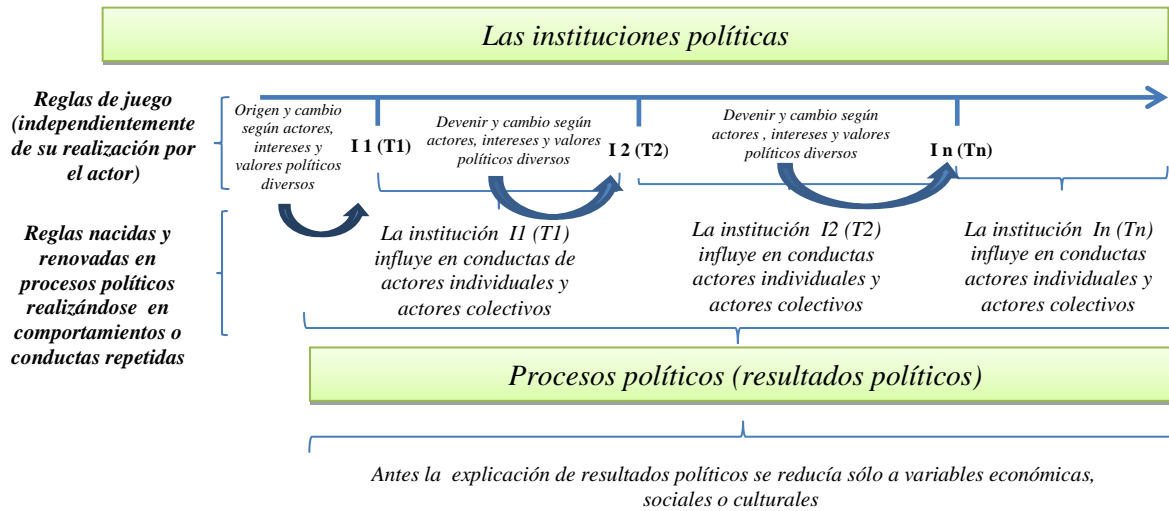 Las instituciones políticas
Reglas de juego
(independientemente
de su realización por
el actor)
Origen y cambio
según actores,
intereses y
valores políticos
diversos
I 1 (T1)
Devenir y cambio según
actores, intereses y valores
políticos diversos
I 2 (T2)
Devenir y cambio según
actores , intereses y valores
políticos diversos
I n (Tn)
Reglas nacidas y
renovadas en
procesos políticos
realizándose en
comportamientos o
conductas repetidas
La institución I1 (T1)
influye en conductas de
actores individuales y
actores colectivos
La institución I2 (T2)
influye en conductas
actores individuales y
actores colectivos
La institución In (Tn)
influye en conductas
actores individuales y
actores colectivos
Procesos políticos (resultados políticos)
Antes la explicación de resultados políticos se reducía sólo a variables económicas,
sociales o culturales